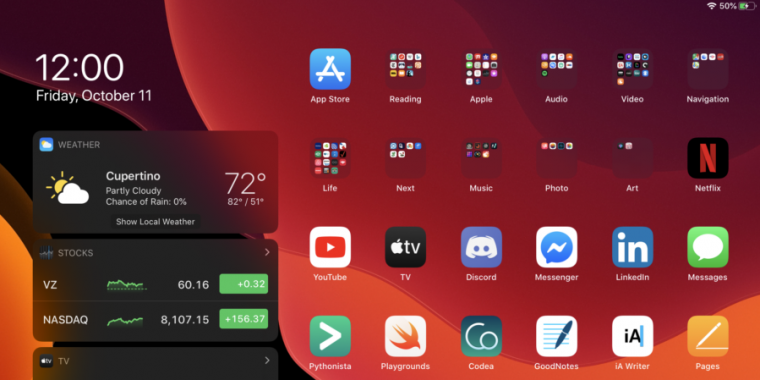 50%
12:00
Friday, October 11
WEATHER
Cupertino
Partly Cloudy
Chance of Rain: 0%
72°
82° / 51°
Show Local Weather
STOCKS
VZ 60.16 +0.32
NASDAQ 8,107.15 +156.37
tv TV
App Store Reading Apple Audio Video Navigation
Life Next Music Photo Art Netflix
N
tv
in
YouTube TV Discord Messenger LinkedIn Messages
Co
iA
Pythonista Playgrounds Codea GoodNotes iA Writer Pages